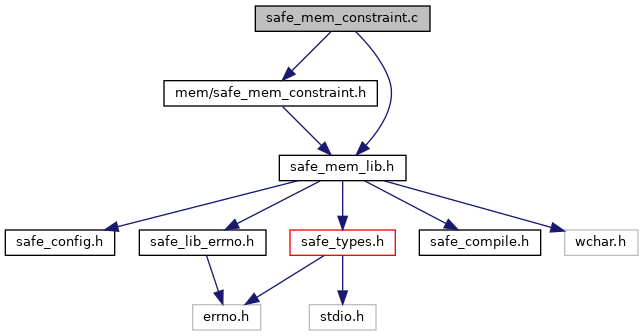 safe_mem_constraint.c
mem/safe_mem_constraint.h
safe_mem_lib.h
safe_config.h
safe_lib_errno.h
safe_types.h
safe_compile.h
wchar.h
errno.h
stdio.h